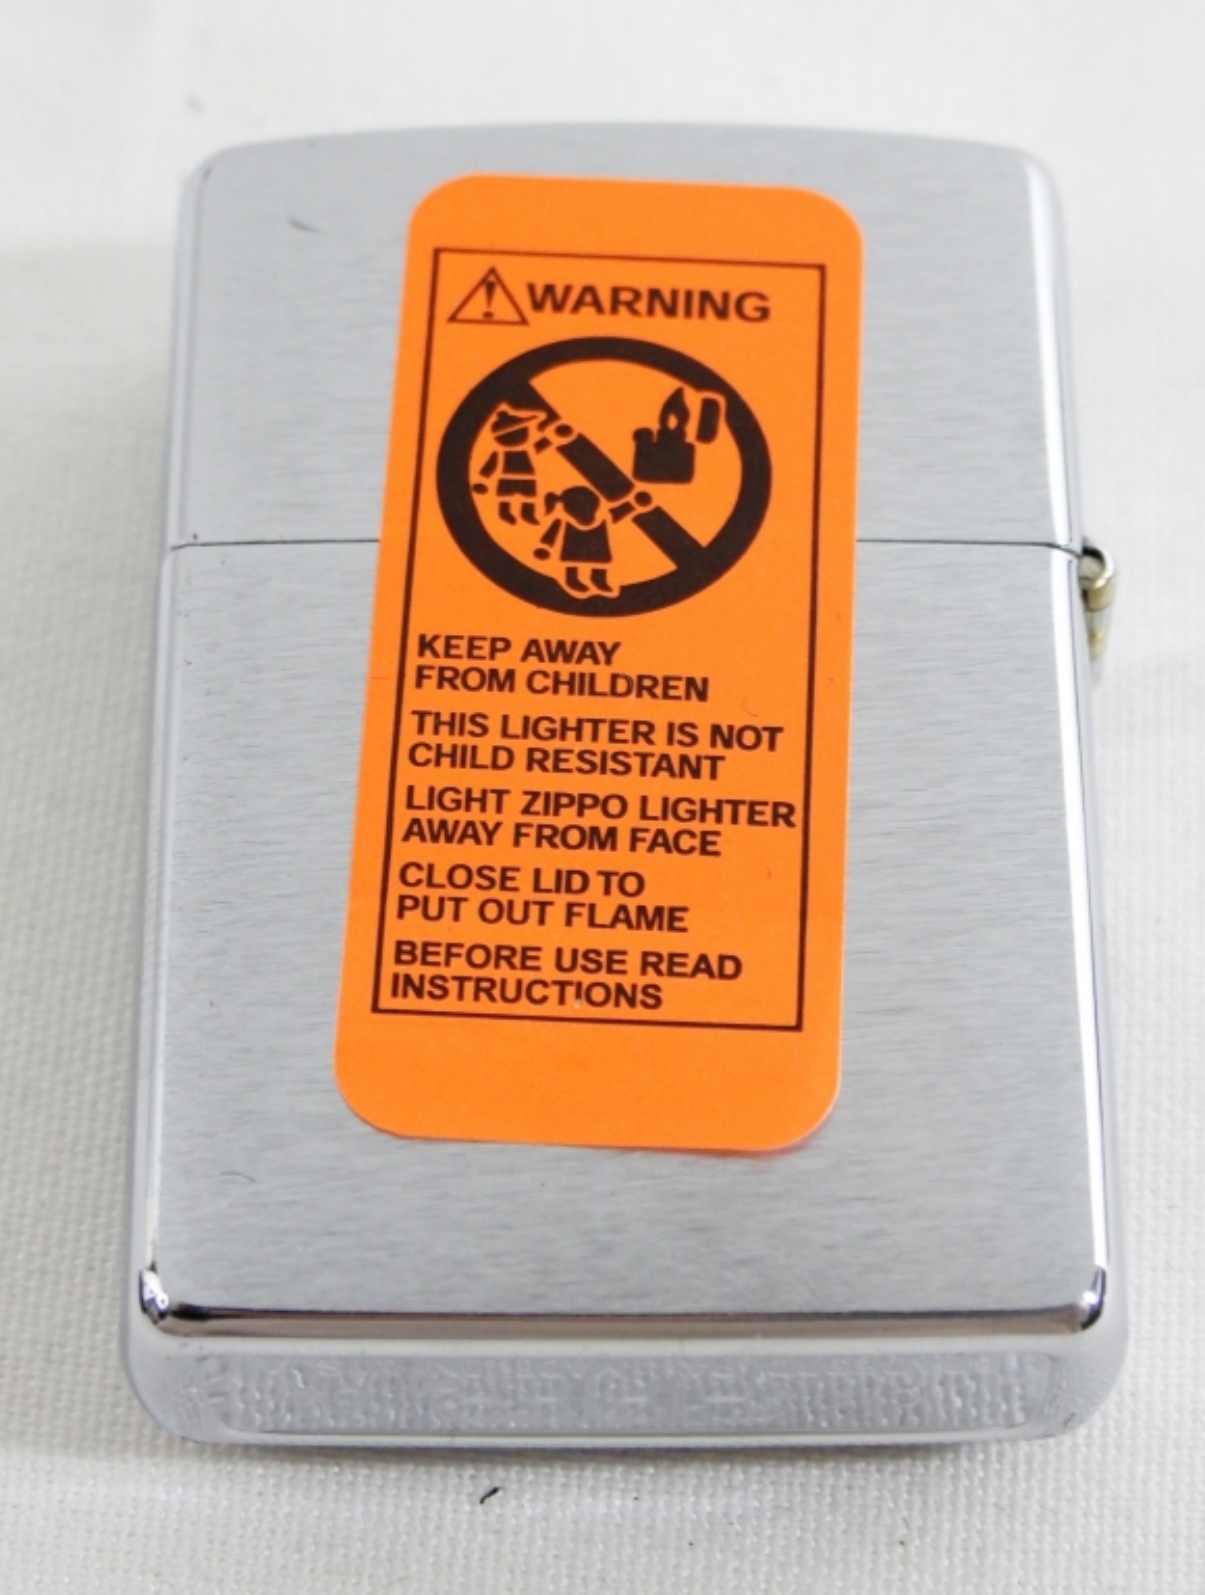 WARNING
KEEP AWAY
FROM CHILDREN
THIS LIGHTER IS NOT
CHILD RESISTANT
LIGHT ZIPPO LIGHTER
AWAY FROM FACE
CLOSE LID TO
PUT OUT FLAME
BEFORE USE READ
INSTRUCTIONS